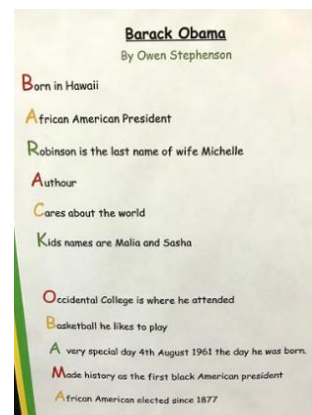 Barack Obama
By Owen Stephenson
Born in Hawaii
African American President
Robinson is the last name of wife Michelle
Authour
Cares about the world
Kids names are Malia and Sasha
Occidental College is where he attended
Basketball he likes to play
A very special day 4th August 1961 the day he was born.
Made history as the first black American president
African American elected since 1877